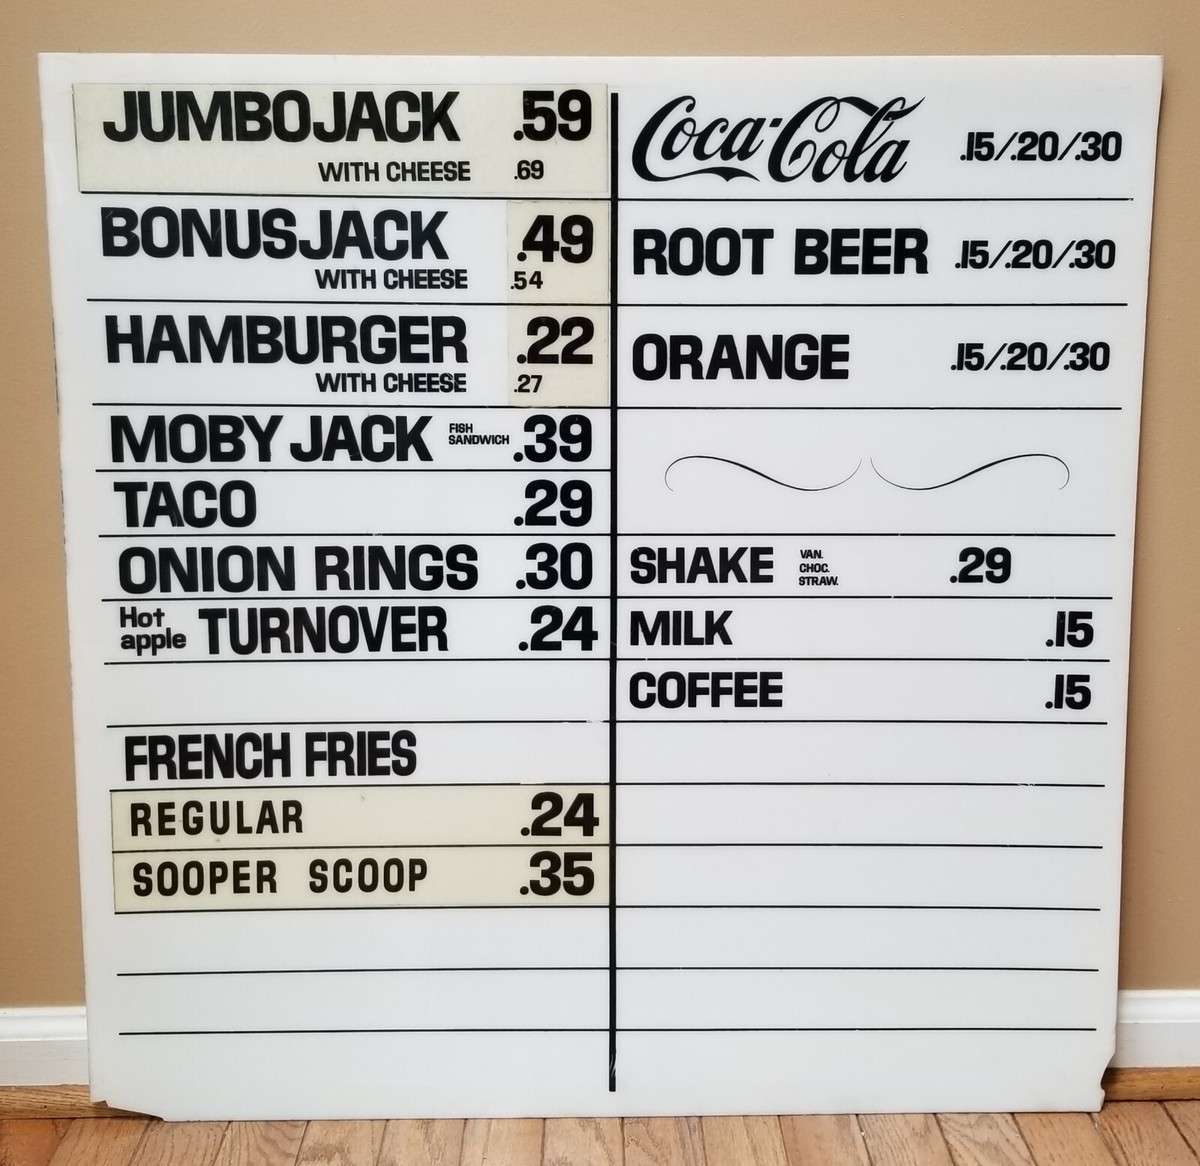 JUMBOJACK .59
WITH CHEESE .69
BONUSJACK .49
WITH CHEESE .54
HAMBURGER .22
WITH CHEESE .27
MOBY JACK FISH SANDWICH .39
TACO .29
ONION RINGS .30
Hot apple TURNOVER .24
FRENCH FRIES
REGULAR .24
SOOPER SCOOP .35
Coca-Cola .15/.20/.30
ROOT BEER .15/.20/.30
ORANGE .15/.20/.30
SHAKE VAN. CHOC. STRAW. .29
MILK .15
COFFEE .15